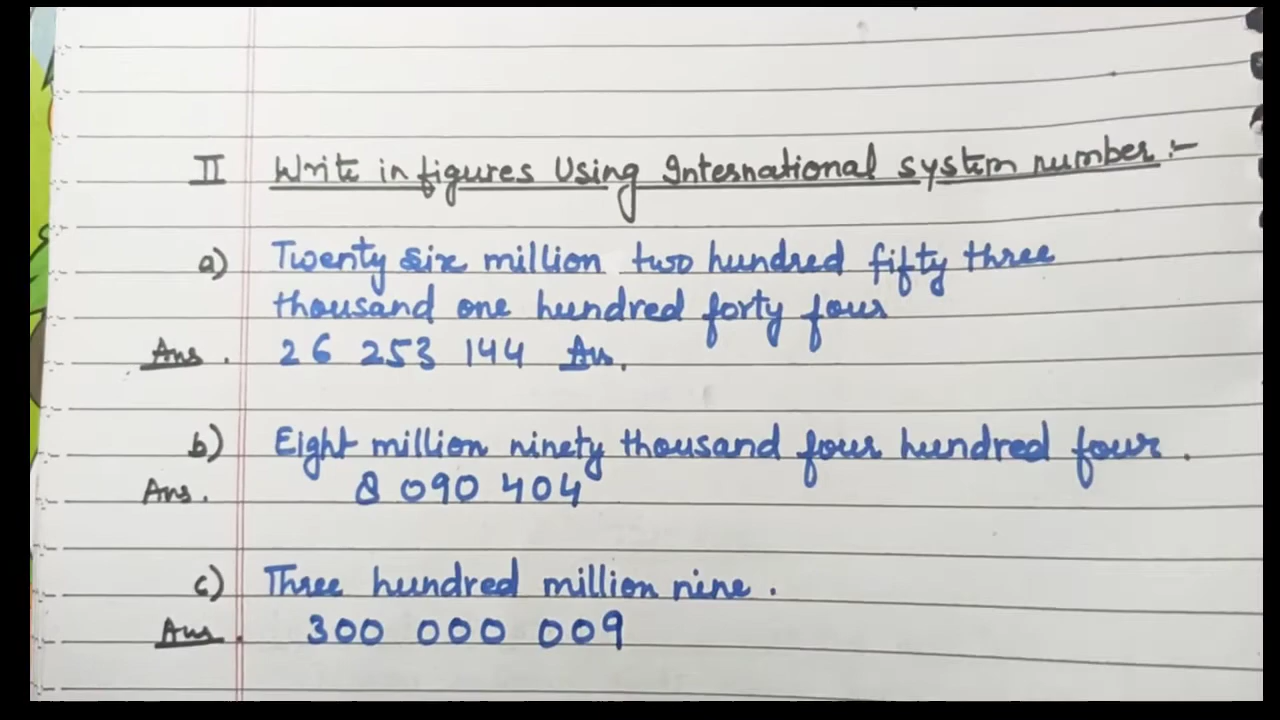 II Write in figures Using International system number :-
a) Twenty six million two hundred fifty three
thousand one hundred forty four
Ans. 26 253 144 Ans.
b) Eight million ninety thousand four hundred four.
Ans. 8 090 404
c) Three hundred million nine.
Ans. 300 000 009